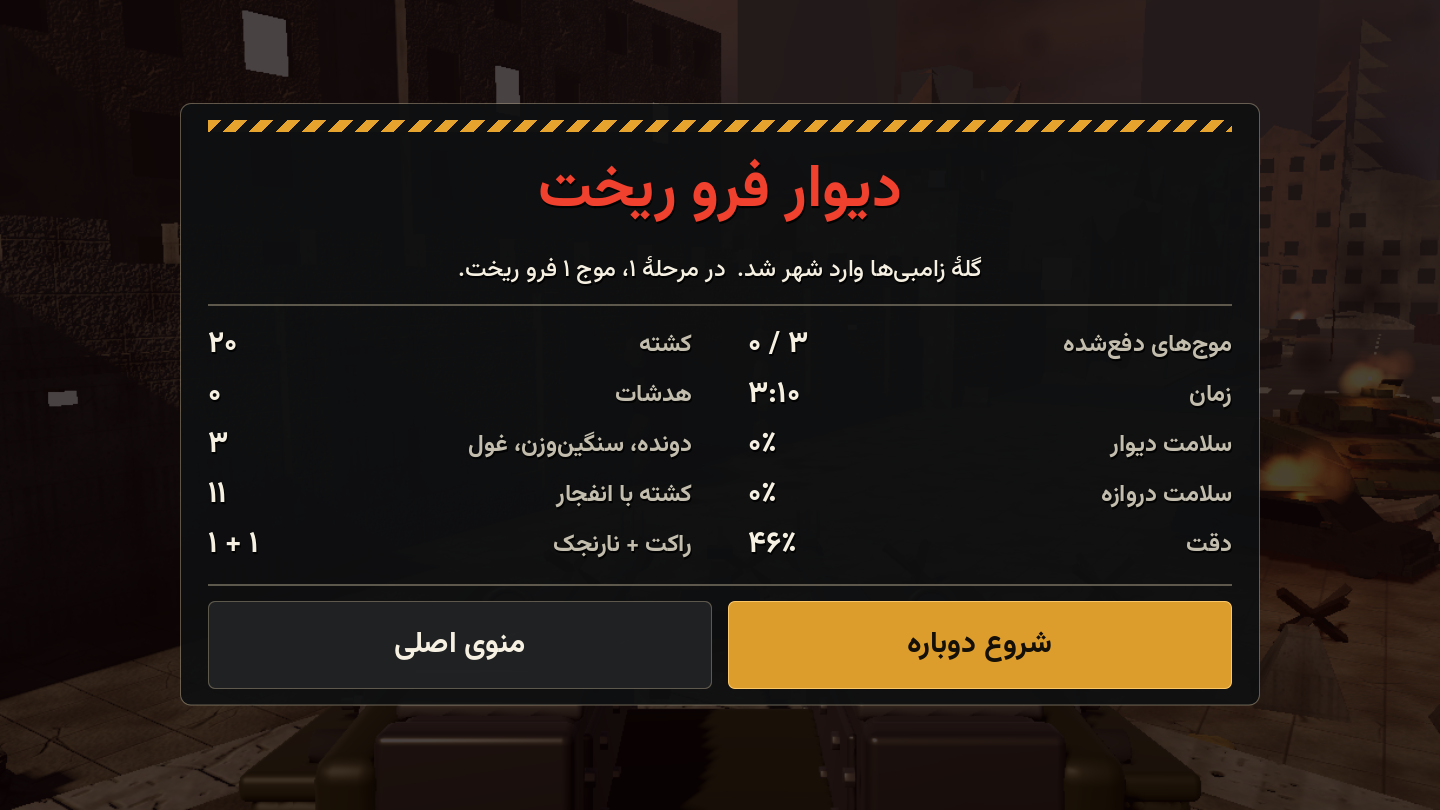 دیوار فرو ریخت
گلهٔ زامبی‌ها وارد شهر شد. در مرحلهٔ ۱، موج ۱ فرو ریخت.
موج‌های دفع‌شده ۰ / ۳ کشته ۲۰
زمان ۳:۱۰ هدشات ۰
سلامت دیوار ۰٪ دونده، سنگین‌وزن، غول ۳
سلامت دروازه ۰٪ کشته با انفجار ۱۱
دقت ۴۶٪ راکت + نارنجک ۱ + ۱
شروع دوباره منوی اصلی